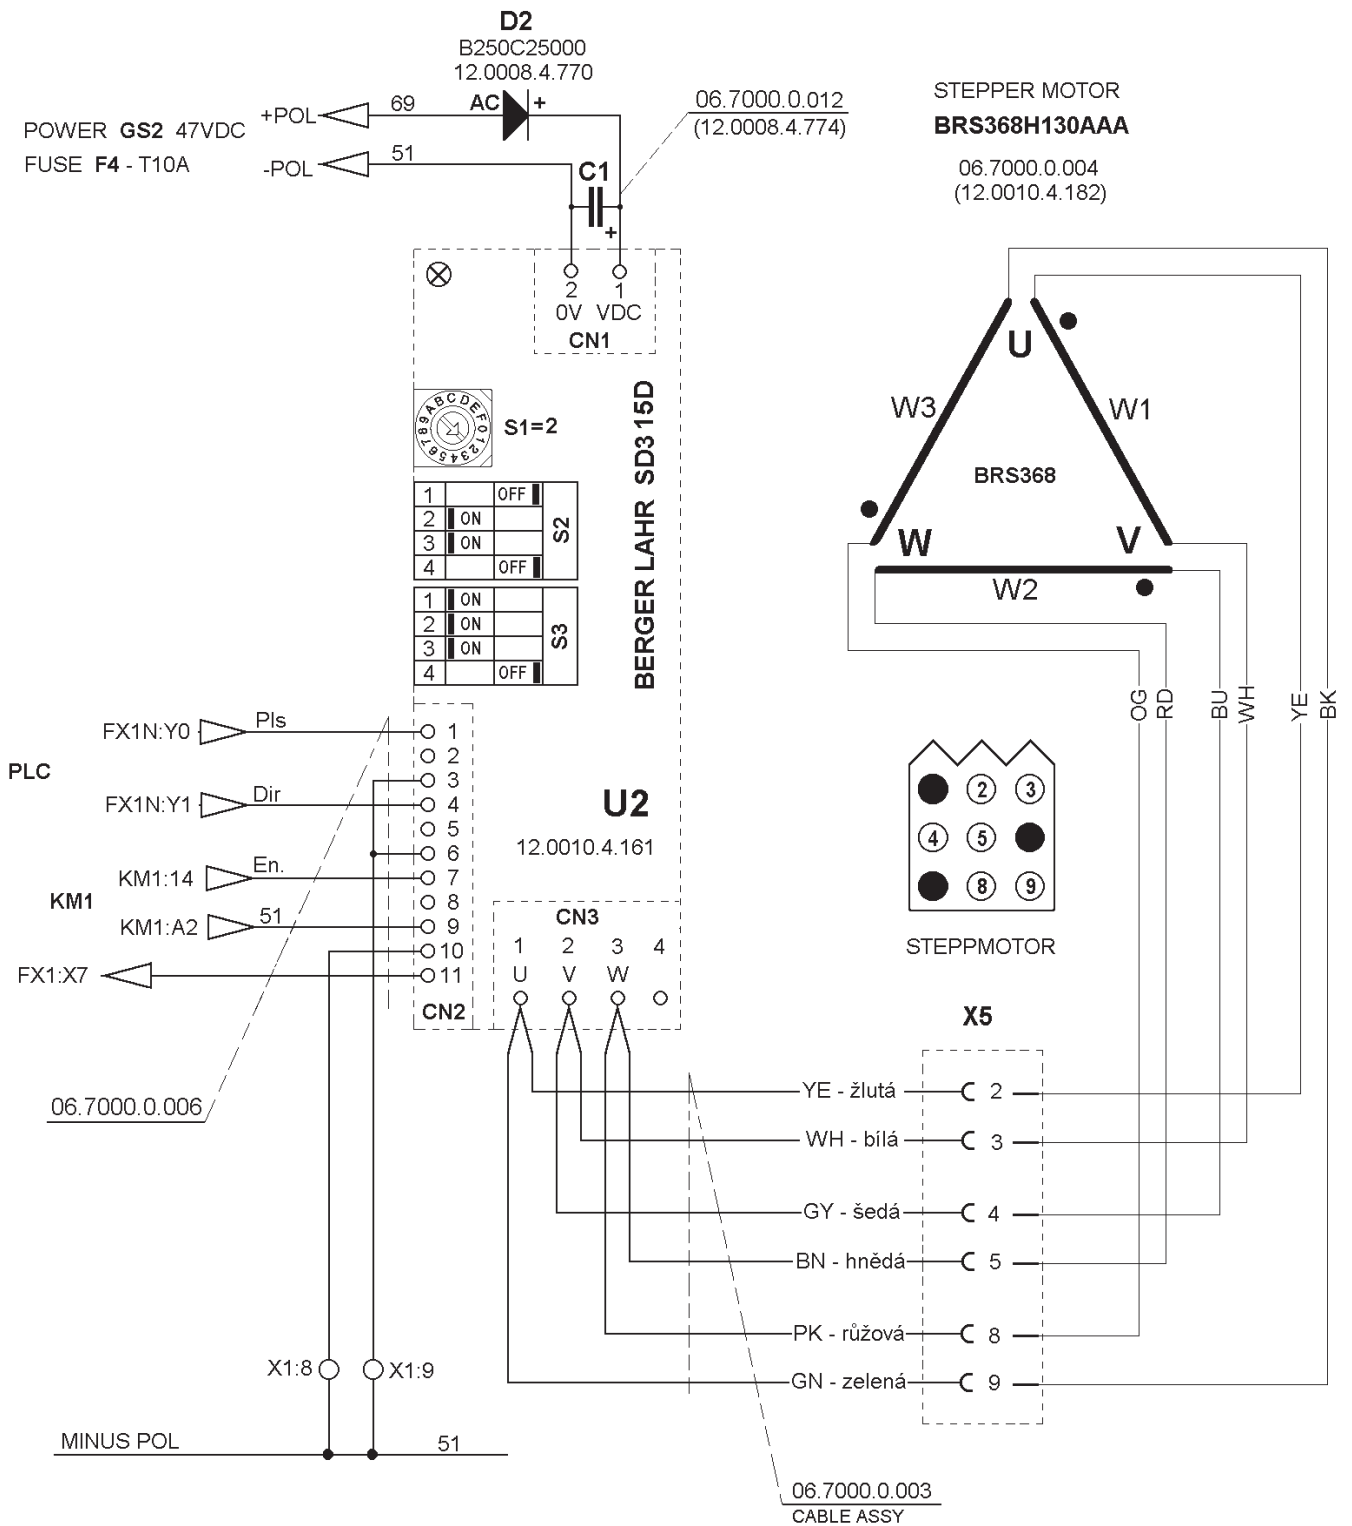 D2
B250C25000
12.0008.4.770
POWER GS2 47VDC
FUSE F4 - T10A
+POL
69
AC
+
-POL
51
C1
+
06.7000.0.012
(12.0008.4.774)
STEPPER MOTOR
BRS368H130AAA
06.7000.0.004
(12.0010.4.182)
2
1
0V
VDC
CN1
U
W3
W1
BRS368
W
V
W2
OG
RD
BU
WH
YE
BK
0123456789ABCDEF
S1=2
BERGER LAHR SD3 15D
1 OFF
2 ON
3 ON
4 OFF
S2
1 ON
2 ON
3 ON
4 OFF
S3
PLC
FX1N:Y0
Pls
FX1N:Y1
Dir
KM1
KM1:14
En.
KM1:A2
51
FX1:X7
1
2
3
4
5
6
7
8
9
10
11
CN2
U2
12.0010.4.161
CN3
1 2 3 4
U V W
2 3
4 5
8 9
STEPPMOTOR
X5
YE - žlutá
2
WH - bílá
3
GY - šedá
4
BN - hnědá
5
PK - růžová
8
GN - zelená
9
06.7000.0.006
X1:8
X1:9
MINUS POL
51
06.7000.0.003
CABLE ASSY